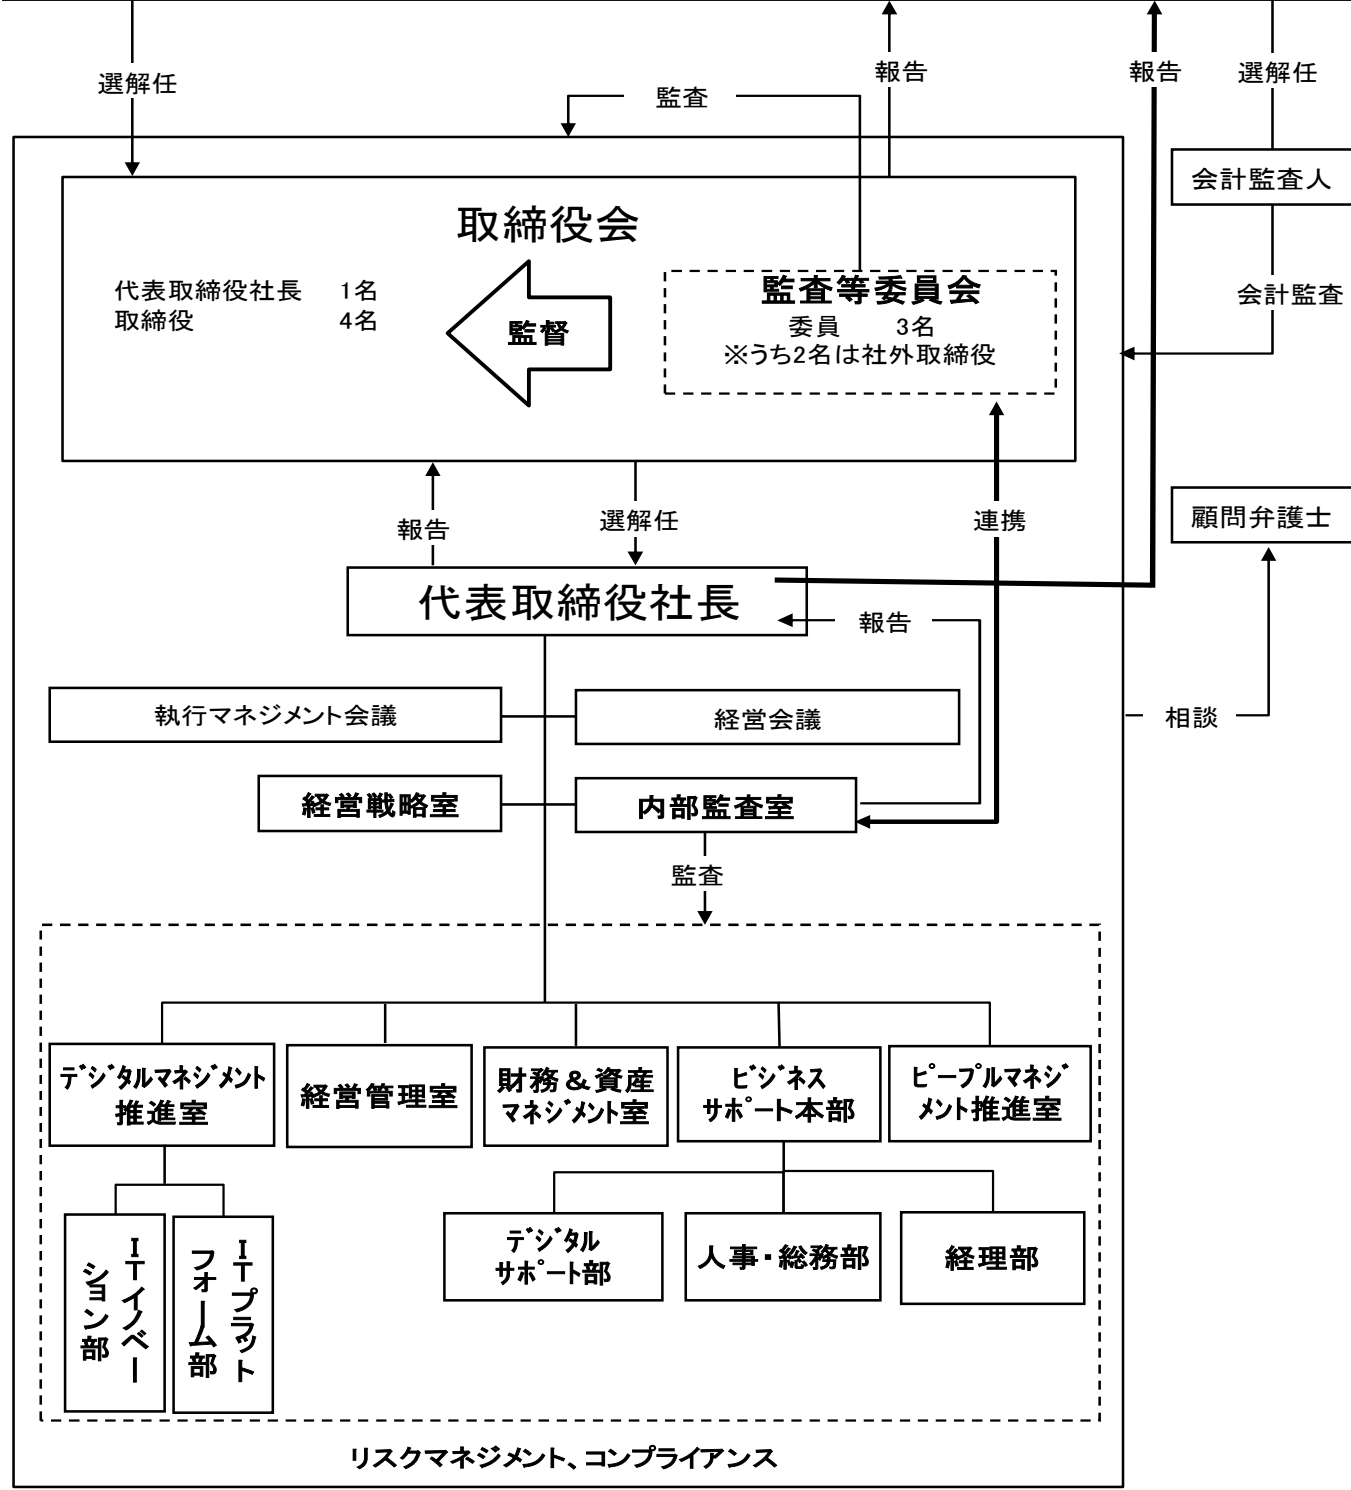 選解任
報告
報告
選解任
監査
会計監査人
取締役会
代表取締役社長 1名
取締役 4名
監督
監査等委員会
委員 3名
※うち2名は社外取締役
会計監査
報告
選解任
連携
顧問弁護士
代表取締役社長
報告
執行マネジメント会議
経営会議
相談
経営戦略室
内部監査室
監査
デジタルマネジメント
推進室
経営管理室
財務&資産
マネジメント室
ビジネス
サポート本部
ピープルマネジ
メント推進室
ITイノベー
ション部
ITプラット
フォーム部
デジタル
サポート部
人事・総務部
経理部
リスクマネジメント、コンプライアンス